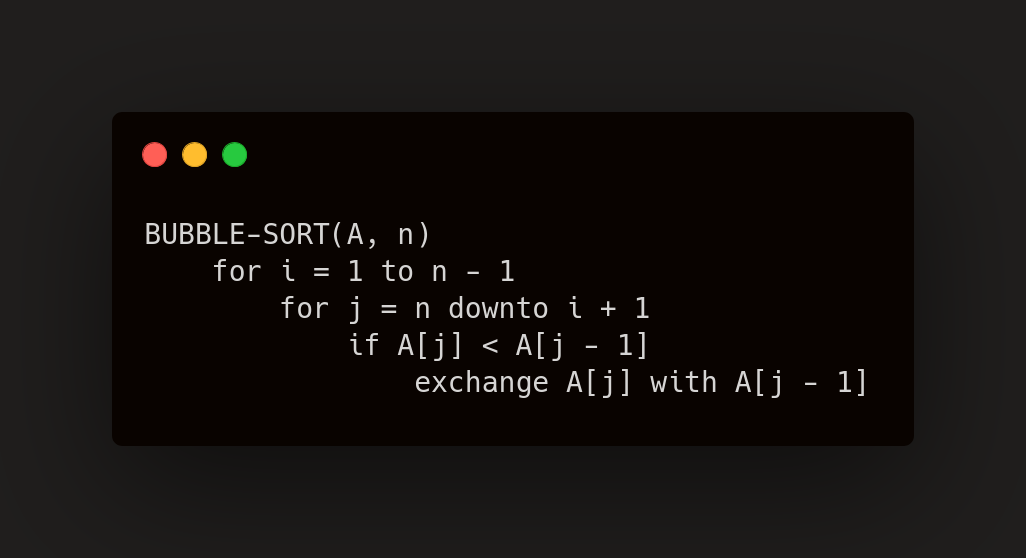 BUBBLE-SORT(A, n)
    for i = 1 to n - 1
        for j = n downto i + 1
            if A[j] < A[j - 1]
                exchange A[j] with A[j - 1]